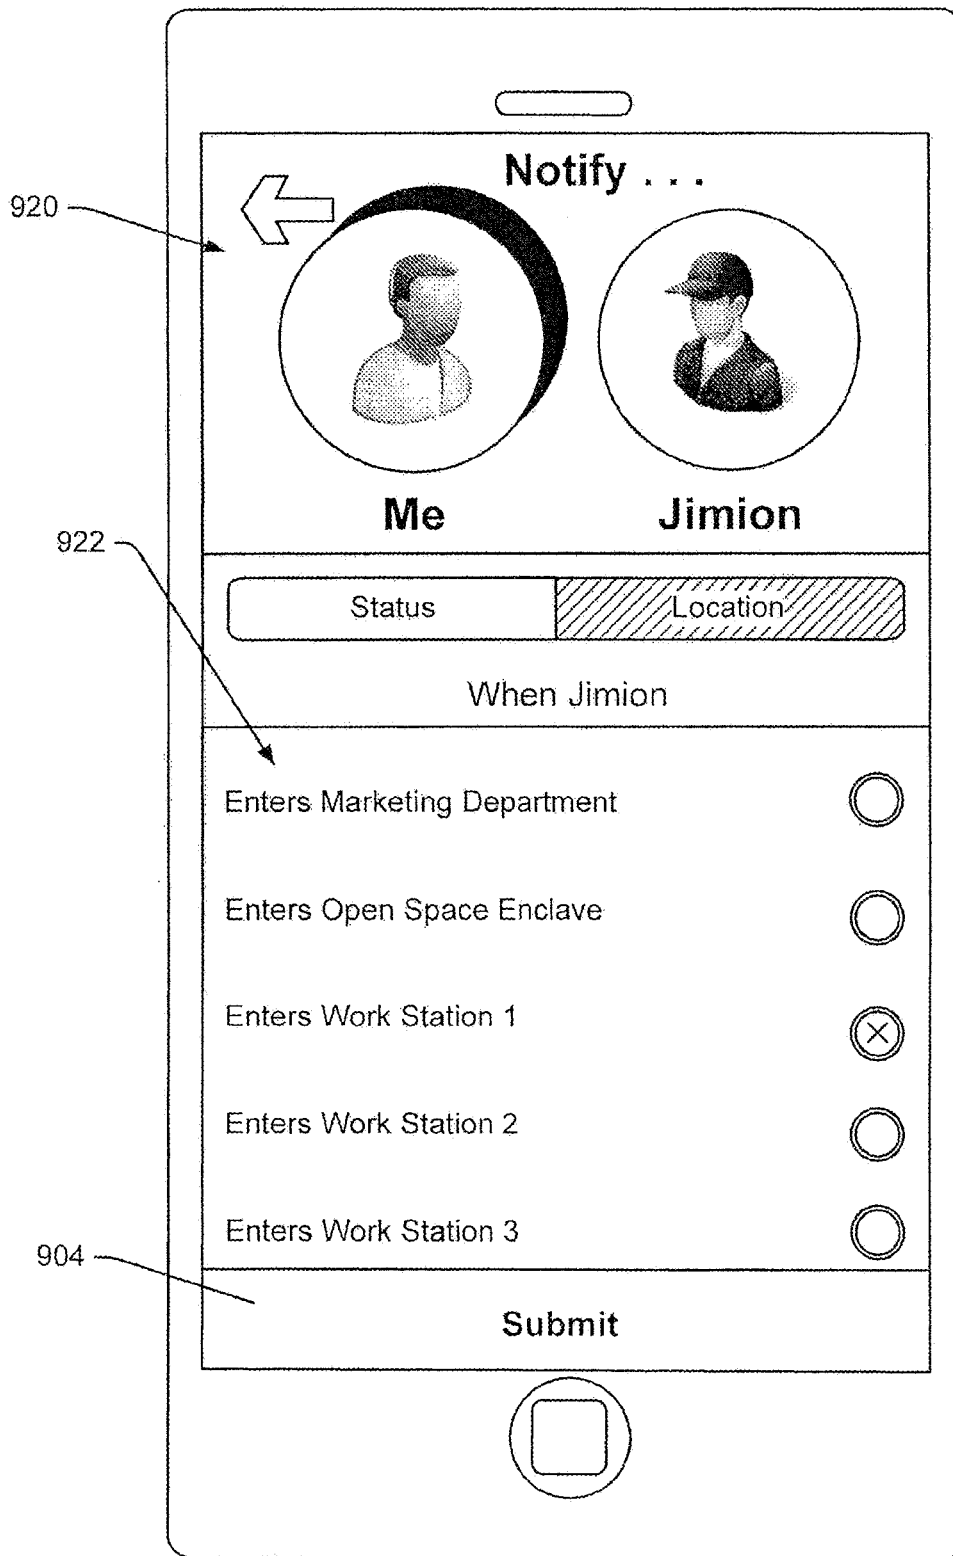 Notify . . .
920
Me
Jimion
922
Status
Location
When Jimion
Enters Marketing Department
Enters Open Space Enclave
Enters Work Station 1
Enters Work Station 2
Enters Work Station 3
904
Submit